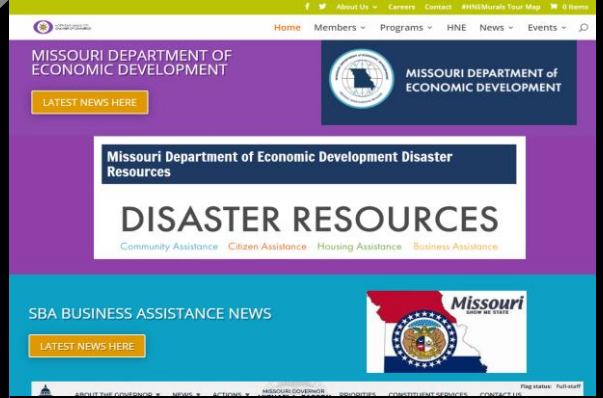 About Us Careers Contact #HNEMurals Tour Map 0 Items
Home Members Programs HNE News Events
MISSOURI DEPARTMENT OF
ECONOMIC DEVELOPMENT
LATEST NEWS HERE
MISSOURI DEPARTMENT of
ECONOMIC DEVELOPMENT
Missouri Department of Economic Development Disaster
Resources
DISASTER RESOURCES
Community Assistance Citizen Assistance Housing Assistance Business Assistance
SBA BUSINESS ASSISTANCE NEWS
LATEST NEWS HERE
Missouri
SHOW ME STATE
Flag status: Full-staff
MISSOURI GOVERNOR
ABOUT THE GOVERNOR NEWS ACTIONS PRIORITIES CONSTITUENT SERVICES CONTACT US